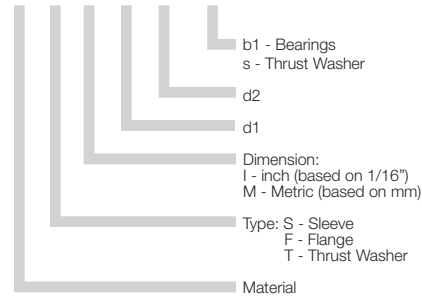 b1 - Bearings
s - Thrust Washer
d2
d1
Dimension:
I - inch (based on 1/16”)
M - Metric (based on mm)
Type: S - Sleeve
F - Flange
T - Thrust Washer
Material